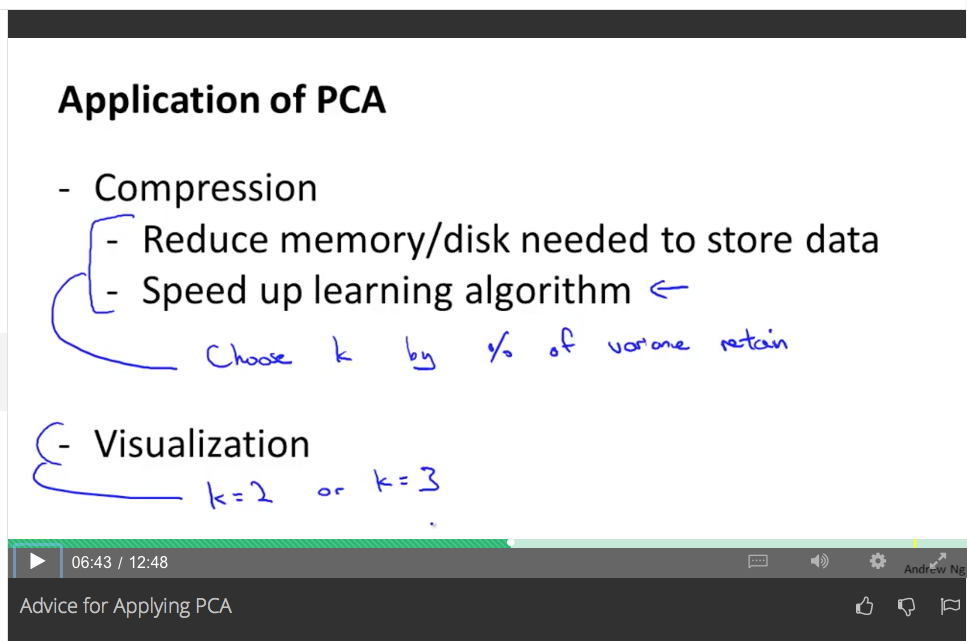 Application of PCA
- Compression
- Reduce memory/disk needed to store data
- Speed up learning algorithm ←
Choose k by % of variance retain
- Visualization
k=2 or k=3
06:43 / 12:48
Andrew Ng
Advice for Applying PCA